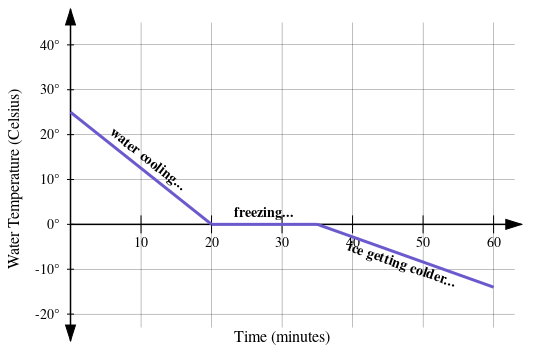 Water Temperature (Celsius)
40°
30°
20°
10°
0°
-10°
-20°
water cooling...
freezing...
ice getting colder...
10
20
30
40
50
60
Time (minutes)